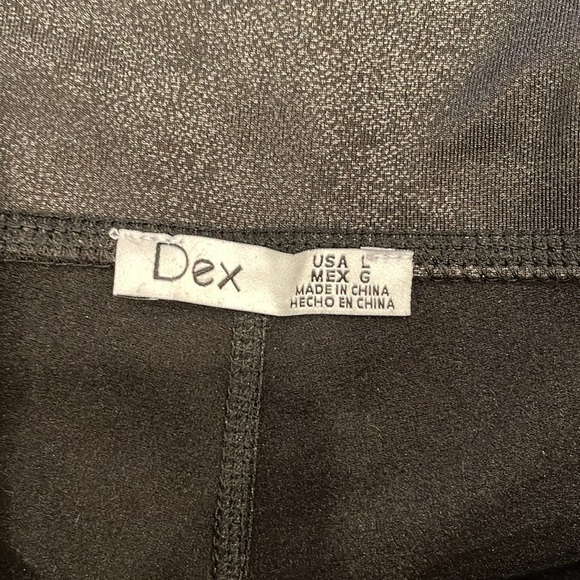 Dex
USA L
MEX G
MADE IN CHINA
HECHO EN CHINA